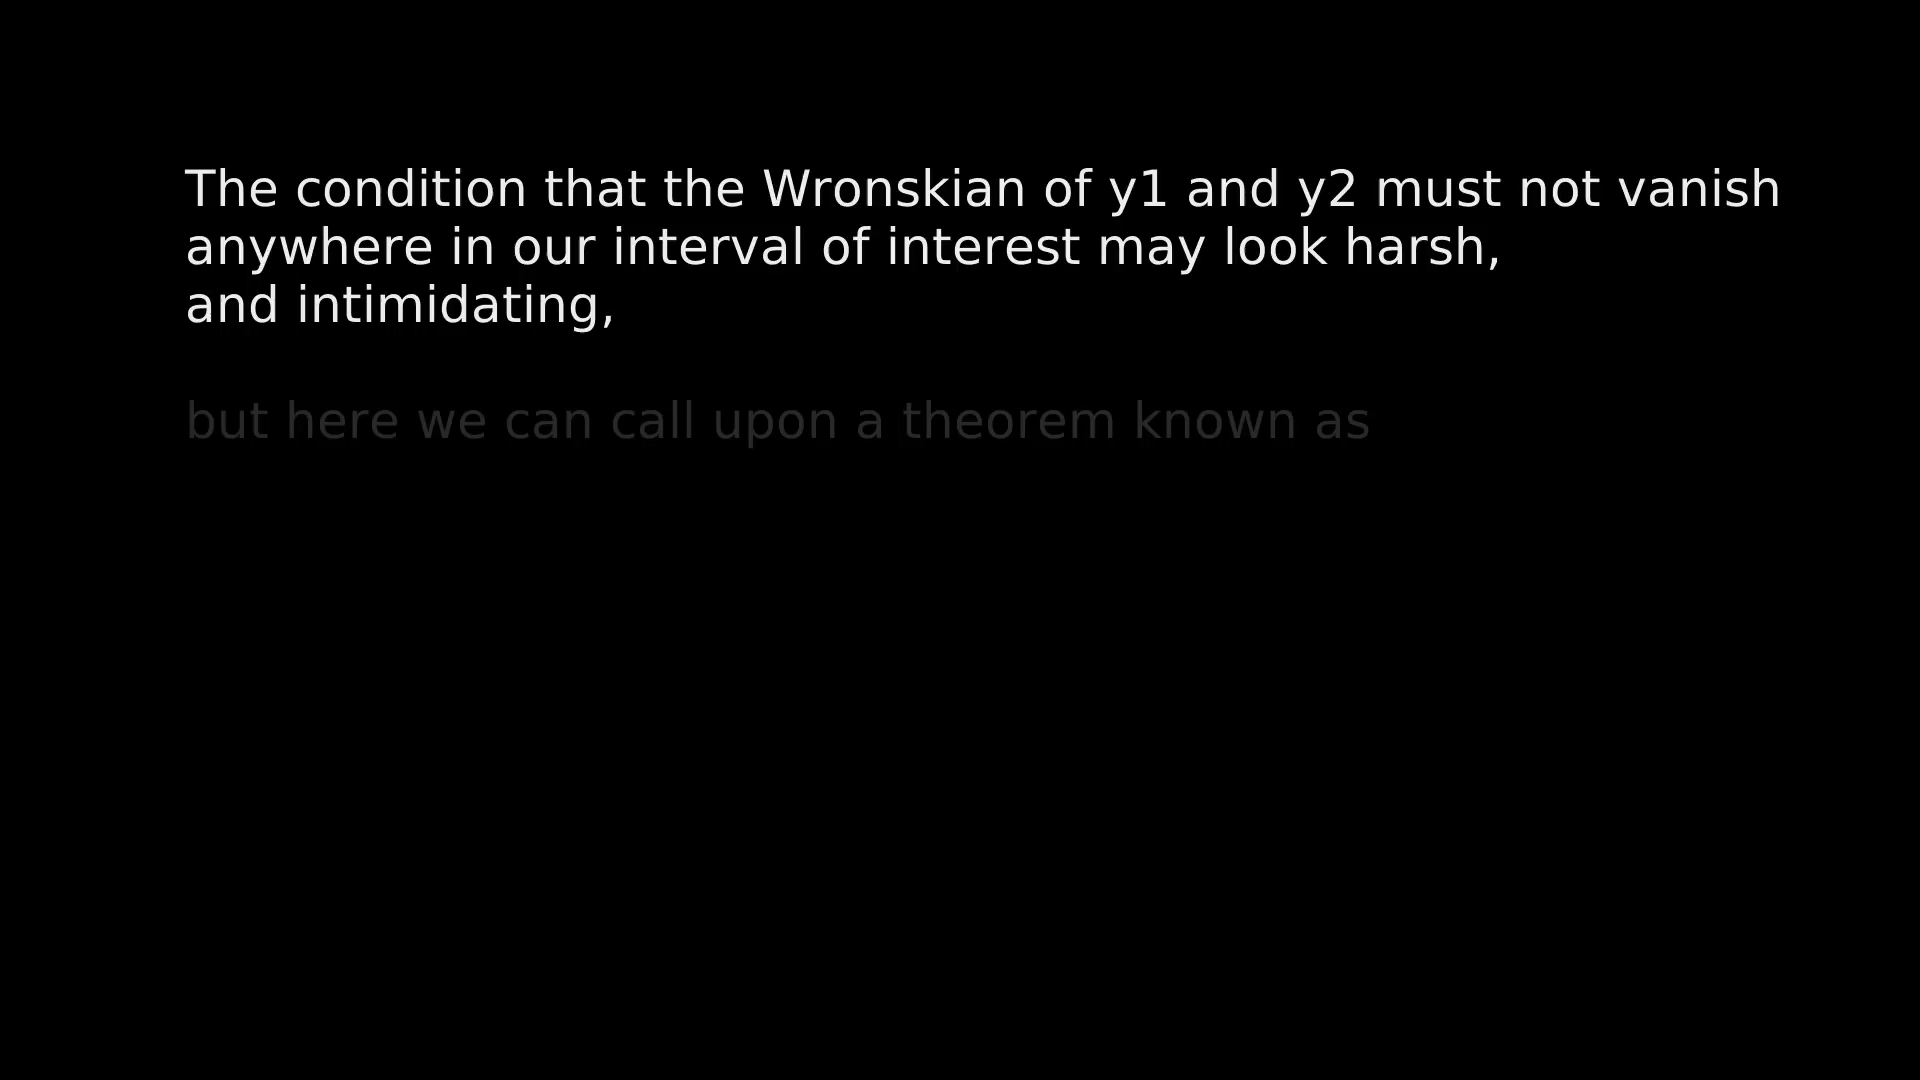 The condition that the Wronskian of y1 and y2 must not vanish
anywhere in our interval of interest may look harsh,
and intimidating,
but here we can call upon a theorem known as